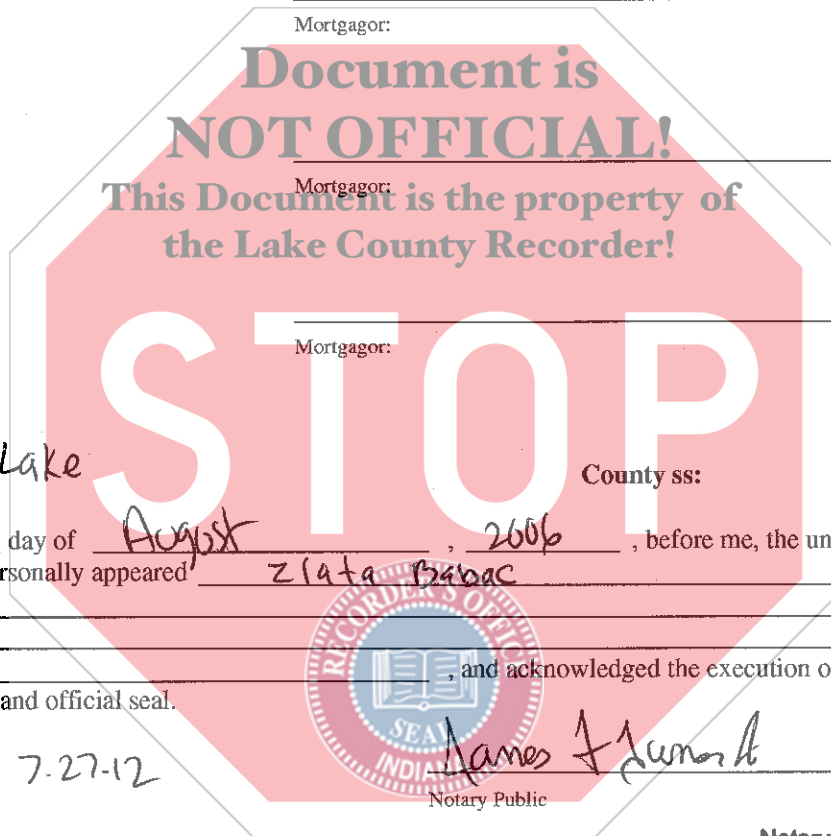 Mortgagor:
Document is
NOT OFFICIAL!
Mortgagor:
This Document is the property of
the Lake County Recorder!
STOP
Mortgagor:
Lake County ss:
day of August, 2006, before me, the un
rsonally appeared Zlata Babac
RECORDER'S OFFICE
, and acknowledged the execution o
and official seal.
SEAL
INDIANA
7-27-12 James
Notary Public
Notary